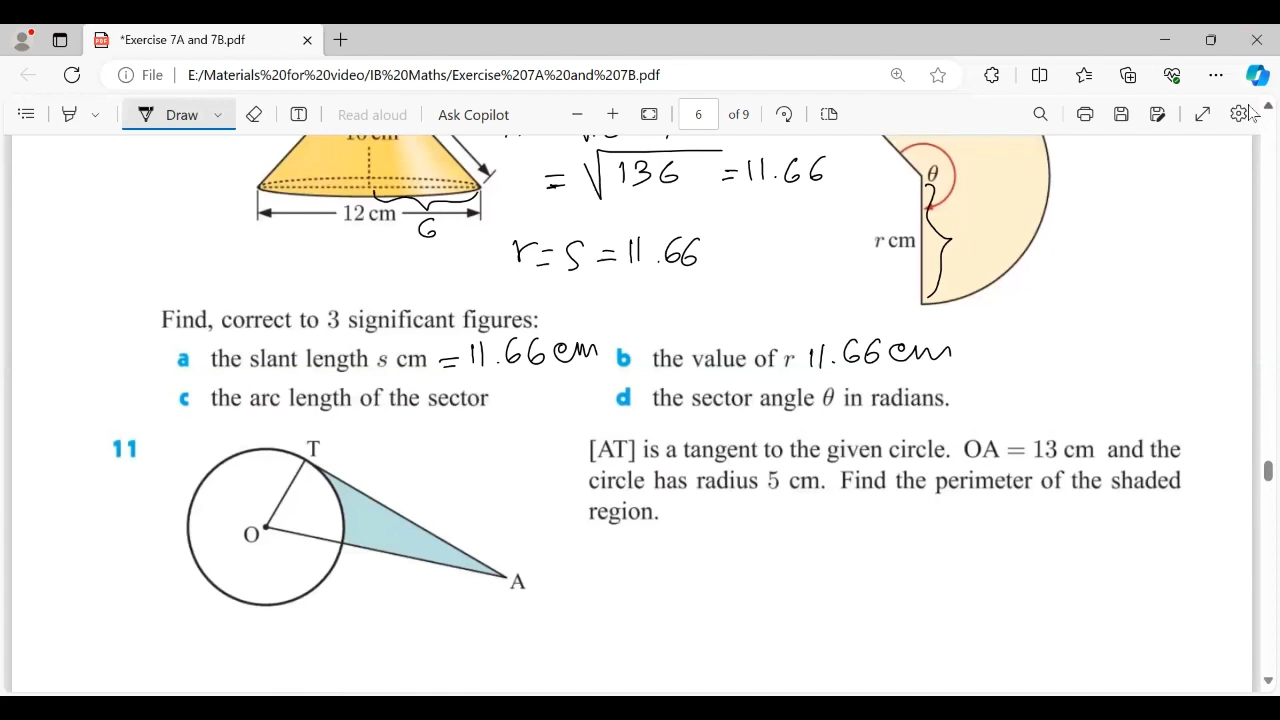 *Exercise 7A and 7B.pdf
File E:/Materials%20for%20video/IB%20Maths/Exercise%207A%20and%207B.pdf
Draw Read aloud Ask Copilot 6 of 9
10 cm
= √136 = 11.66
θ
12 cm
6
r cm
r = s = 11.66
Find, correct to 3 significant figures:
a the slant length s cm = 11.66 cm b the value of r 11.66 cm
c the arc length of the sector d the sector angle θ in radians.
11
T
O
A
[AT] is a tangent to the given circle. OA = 13 cm and the
circle has radius 5 cm. Find the perimeter of the shaded
region.